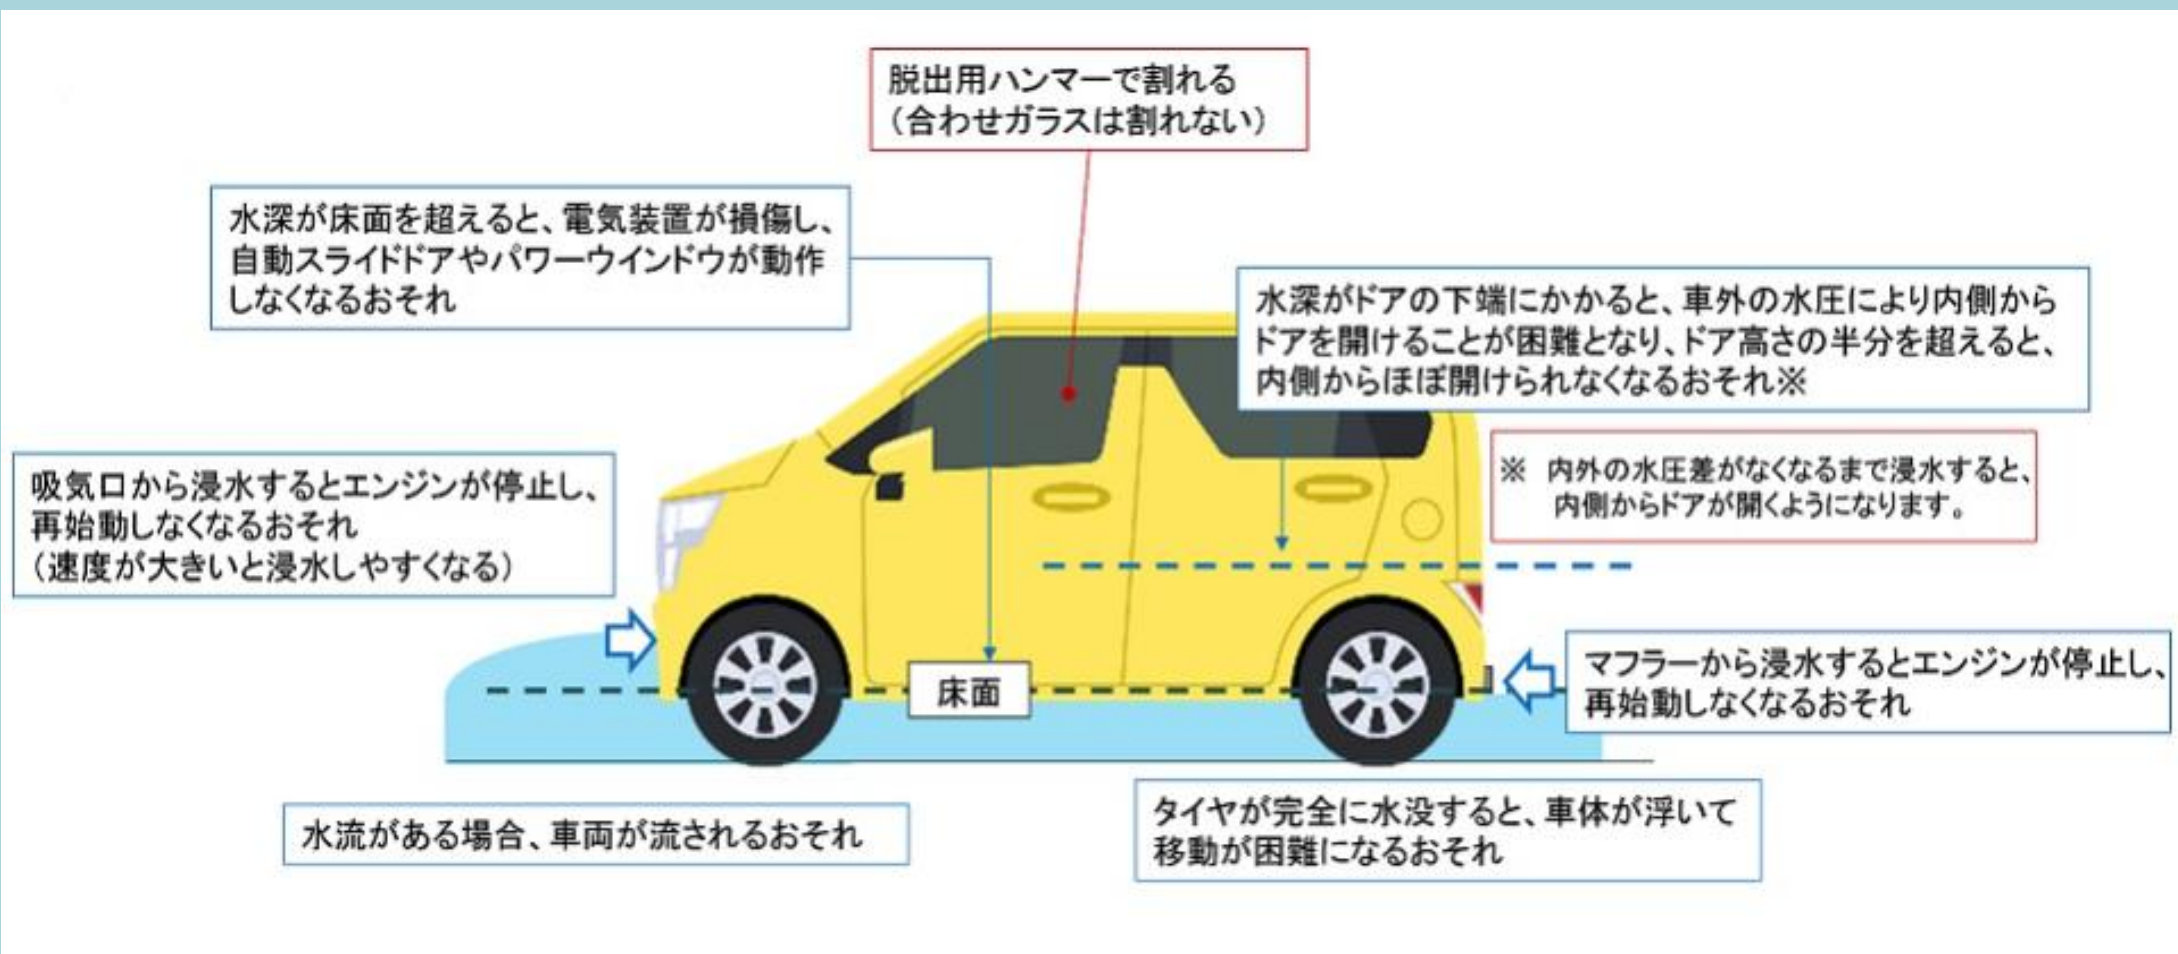 脱出用ハンマーで割れる
（合わせガラスは割れない）
水深が床面を超えると、電気装置が損傷し、
自動スライドドアやパワーウインドウが動作
しなくなるおそれ
水深がドアの下端にかかると、車外の水圧により内側から
ドアを開けることが困難となり、ドア高さの半分を超えると、
内側からほぼ開けられなくなるおそれ※
※　内外の水圧差がなくなるまで浸水すると、
内側からドアが開くようになります。
吸気口から浸水するとエンジンが停止し、
再始動しなくなるおそれ
（速度が大きいと浸水しやすくなる）
床面
マフラーから浸水するとエンジンが停止し、
再始動しなくなるおそれ
水流がある場合、車両が流されるおそれ
タイヤが完全に水没すると、車体が浮いて
移動が困難になるおそれ